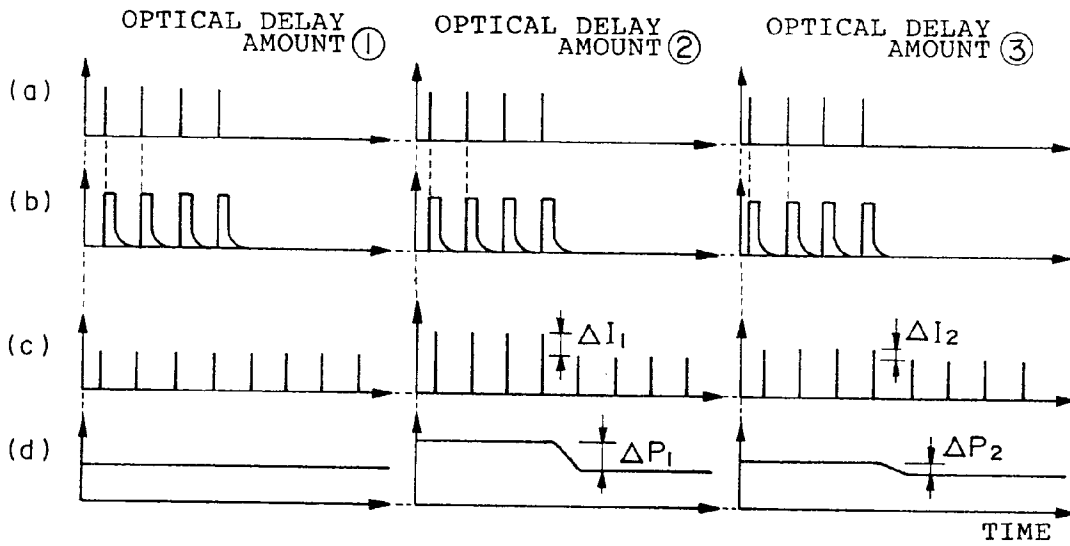 OPTICAL DELAY
AMOUNT ①
OPTICAL DELAY
AMOUNT ②
OPTICAL DELAY
AMOUNT ③
(a)
(b)
(c)
ΔI₁
ΔI₂
(d)
ΔP₁
ΔP₂
TIME